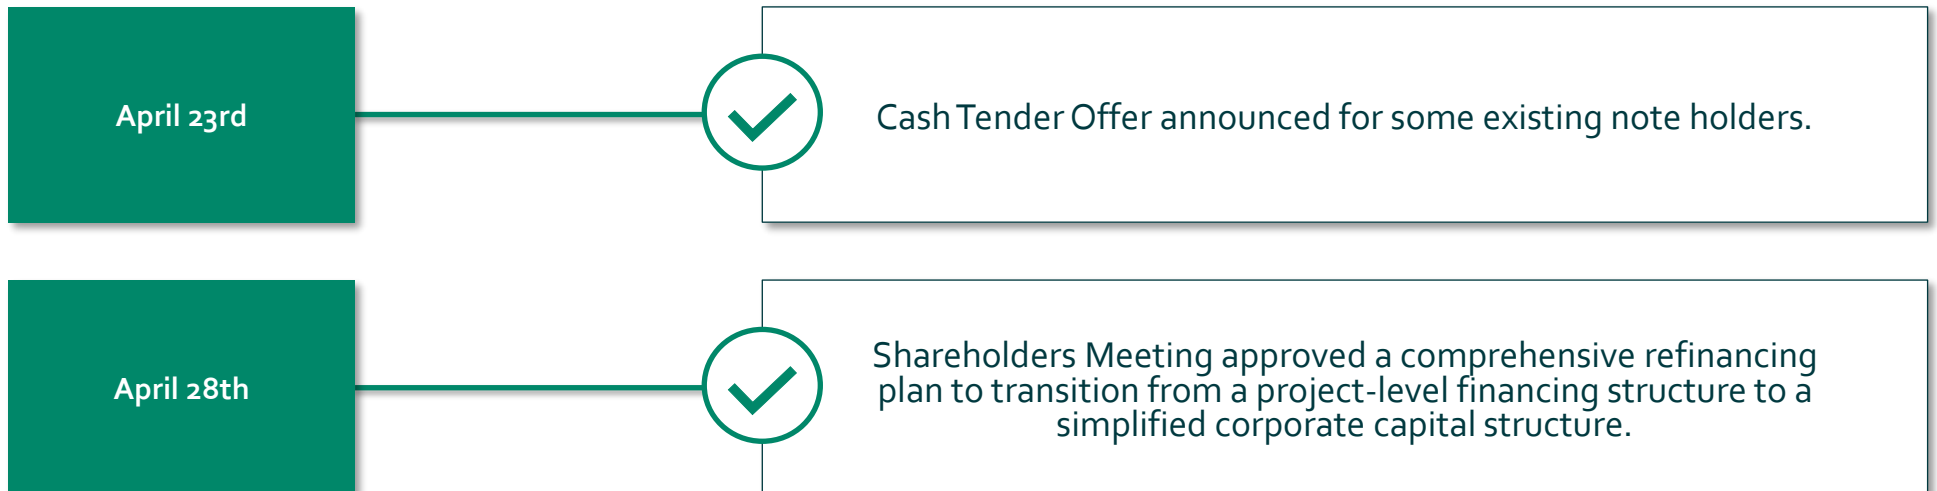 April 23rd
Cash Tender Offer announced for some existing note holders.
April 28th
Shareholders Meeting approved a comprehensive refinancing
plan to transition from a project-level financing structure to a
simplified corporate capital structure.